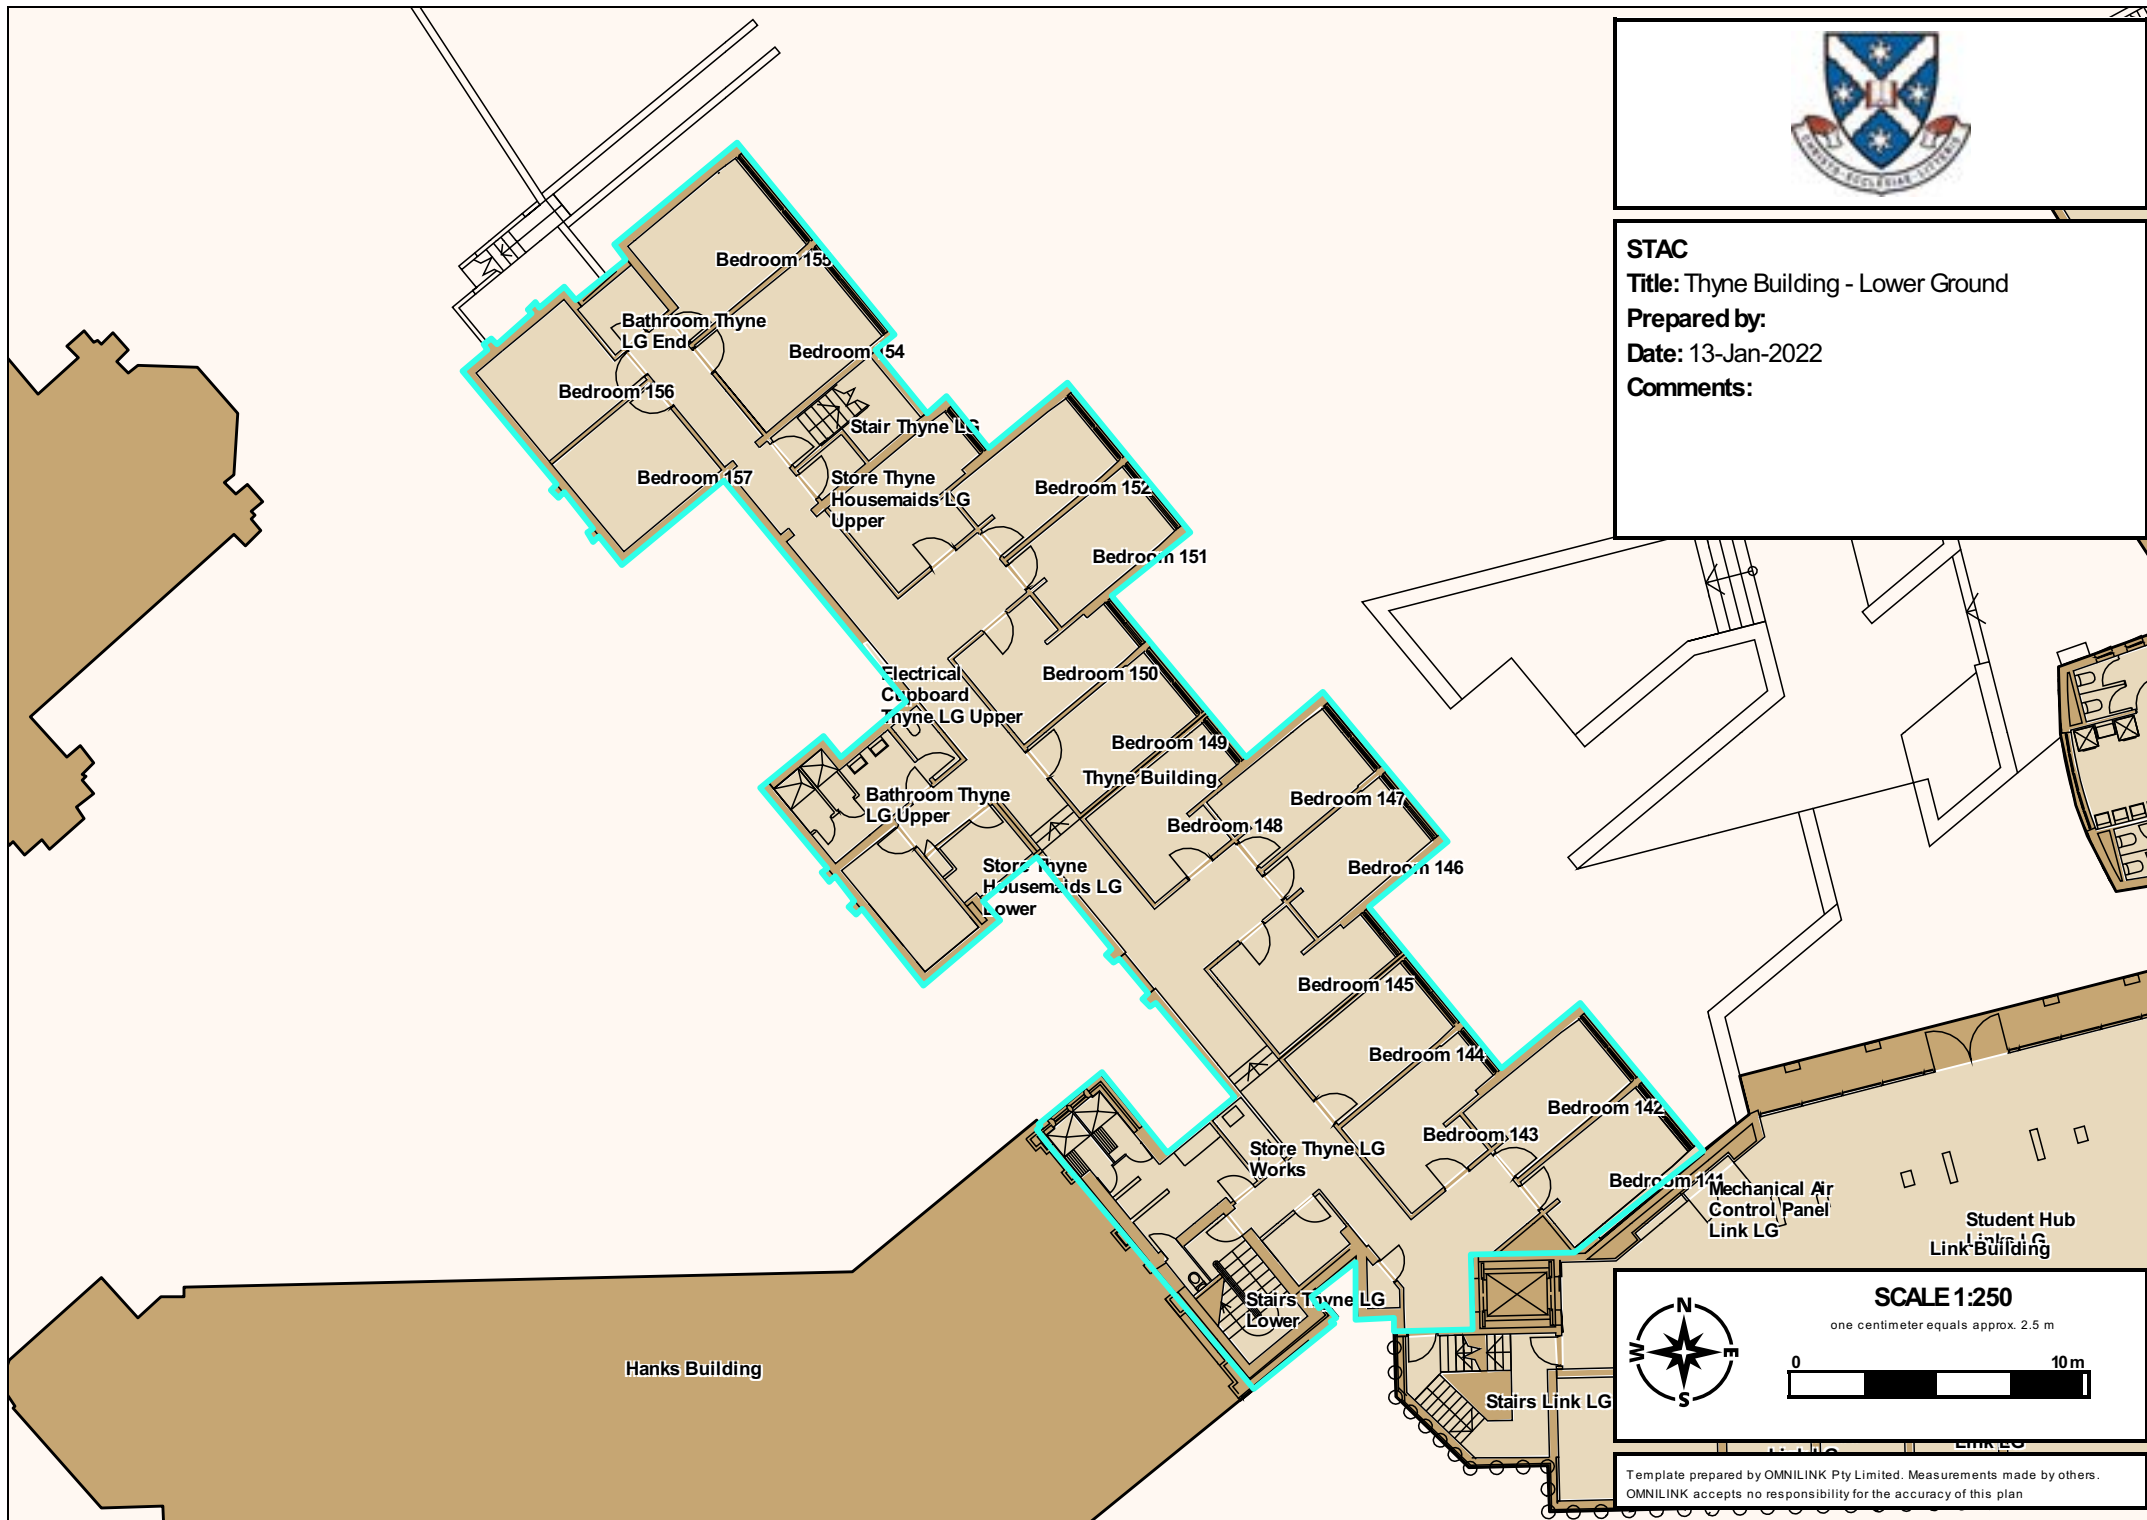 STAC
Title: Thyne Building - Lower Ground
Prepared by:
Date: 13-Jan-2022
Comments:
Bedroom 155
Bathroom Thyne
LG End
Bedroom 154
Bedroom 156
Stair Thyne LG
Bedroom 157
Store Thyne
Housemaids LG
Upper
Bedroom 152
Bedroom 151
Electrical
Cupboard
Thyne LG Upper
Bedroom 150
Bedroom 149
Thyne Building
Bathroom Thyne
LG Upper
Bedroom 147
Bedroom 148
Store Thyne
Housemaids LG
Lower
Bedroom 146
Bedroom 145
Bedroom 144
Bedroom 142
Bedroom 143
Store Thyne LG
Works
Bedroom 141
Mechanical Air
Control Panel
Link LG
Student Hub
Links LG
Link Building
Stairs Thyne LG
Lower
Hanks Building
Stairs Link LG
N
W
E
S
SCALE 1:250
one centimeter equals approx. 2.5 m
0
10 m
Link LG
Link LG
Template prepared by OMNILINK Pty Limited. Measurements made by others.
OMNILINK accepts no responsibility for the accuracy of this plan